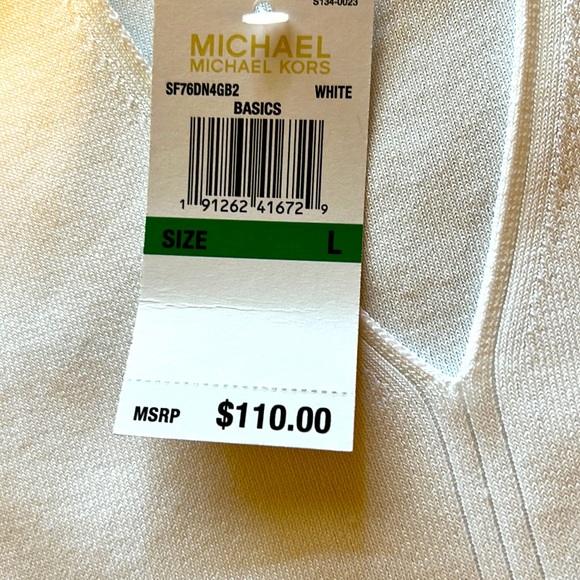 S134-0023
MICHAEL
MICHAEL KORS
SF76DN4GB2 WHITE
BASICS
1 91262 41672 9
SIZE L
MSRP $110.00